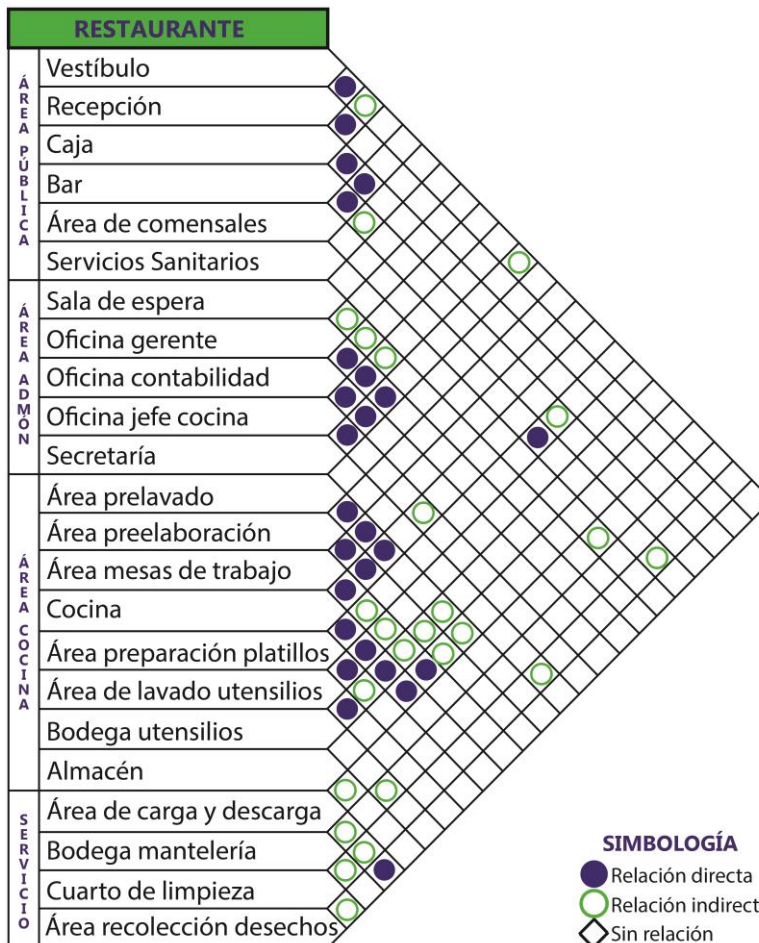 RESTAURANTE
ÁREA PÚBLICA
Vestíbulo
Recepción
Caja
Bar
Área de comensales
Servicios Sanitarios
ÁREA ADMÓN
Sala de espera
Oficina gerente
Oficina contabilidad
Oficina jefe cocina
Secretaría
ÁREA COCINA
Área prelavado
Área preelaboración
Área mesas de trabajo
Cocina
Área preparación platillos
Área de lavado utensilios
Bodega utensilios
Almacén
SERVICIO
Área de carga y descarga
Bodega mantelería
Cuarto de limpieza
Área recolección desechos
SIMBOLOGÍA
Relación directa
Relación indirect
Sin relación